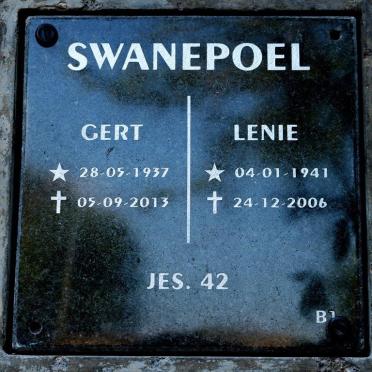 SWANEPOEL
GERT LENIE
28-05-1937 04-01-1941
05-09-2013 24-12-2006
JES. 42
B1